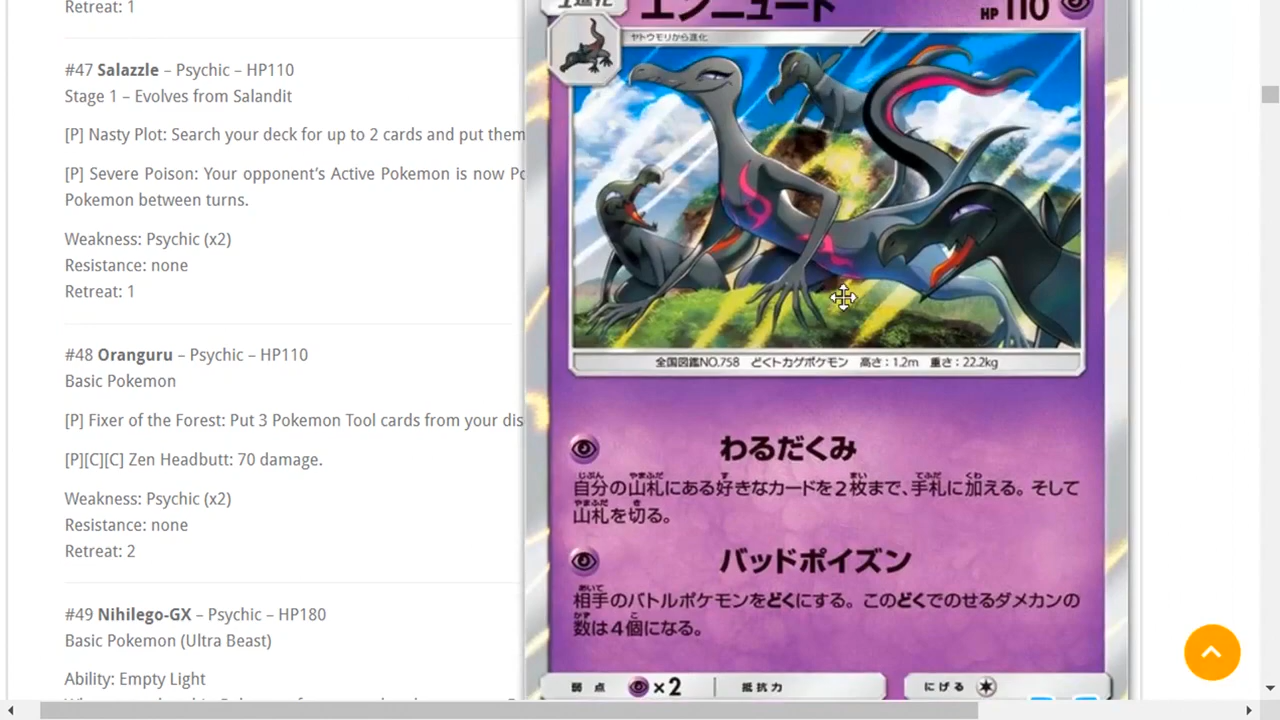 Retreat: 1
#47 Salazzle – Psychic – HP110
Stage 1 – Evolves from Salandit
[P] Nasty Plot: Search your deck for up to 2 cards and put them
[P] Severe Poison: Your opponent’s Active Pokemon is now Po
Pokemon between turns.
Weakness: Psychic (x2)
Resistance: none
Retreat: 1
#48 Oranguru – Psychic – HP110
Basic Pokemon
[P] Fixer of the Forest: Put 3 Pokemon Tool cards from your dis
[P][C][C] Zen Headbutt: 70 damage.
Weakness: Psychic (x2)
Resistance: none
Retreat: 2
#49 Nihilego-GX – Psychic – HP180
Basic Pokemon (Ultra Beast)
Ability: Empty Light
1進化
エンニュート
HP 110
ヤトウモリから進化
全国図鑑NO.758 どくトカゲポケモン 高さ:1.2m 重さ:22.2kg
わるだくみ
自分の山札にある好きなカードを2枚まで、手札に加える。そして
山札を切る。
バッドポイズン
相手のバトルポケモンをどくにする。このどくでのせるダメカンの
数は4個になる。
弱点 ×2 抵抗力 にげる